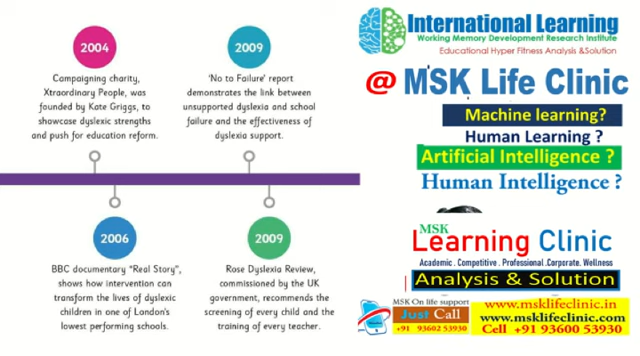 2004
Campaigning charity,
Xtraordinary People, was
founded by Kate Griggs, to
showcase dyslexic strengths
and push for education reform.
2009
'No to Failure' report
demonstrates the link between
unsupported dyslexia and school
failure and the effectiveness of
dyslexia support.
2006
BBC documentary "Real Story",
shows how intervention can
transform the lives of dyslexic
children in one of London's
lowest performing schools.
2009
Rose Dyslexia Review,
commissioned by the UK
government, recommends the
screening of every child and the
training of every teacher.
International Learning
Working Memory Development Research Institute
Educational Hyper Fitness Analysis &Solution
@ MSK Life Clinic
Machine learning?
Human Learning ?
Artificial Intelligence ?
Human Intelligence ?
MSK
Learning Clinic
Academic . Competitive . Professional .Corporate. Wellness
Analysis & Solution
MSK On life support
Just Call
+91 93602 53930
www.msklifeclinic.in
www.msklifeclinic.com
Cell +91 93600 53930